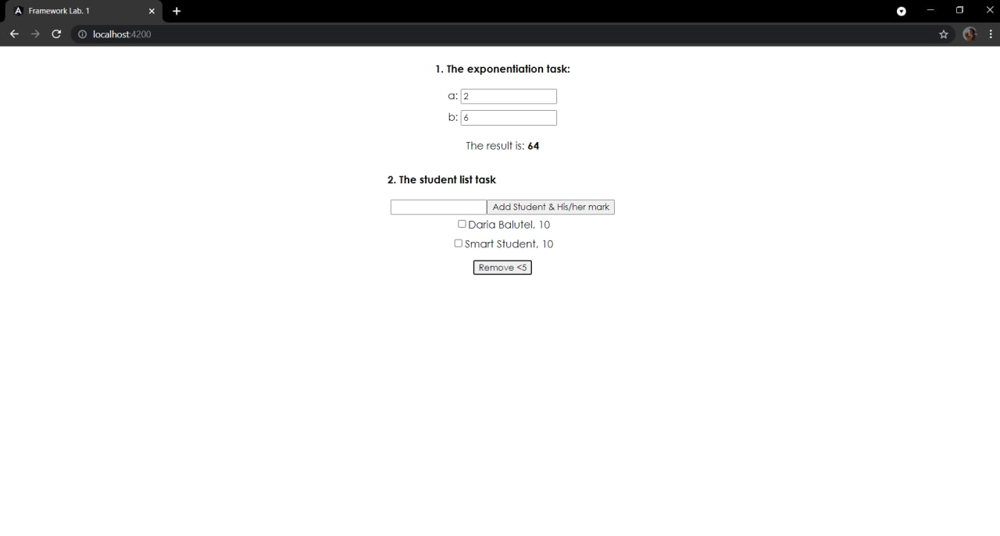 Framework Lab. 1
localhost:4200
1. The exponentiation task:
a: 2
b: 6
The result is: 64
2. The student list task
Add Student & His/her mark
Daria Balutel, 10
Smart Student, 10
Remove <5